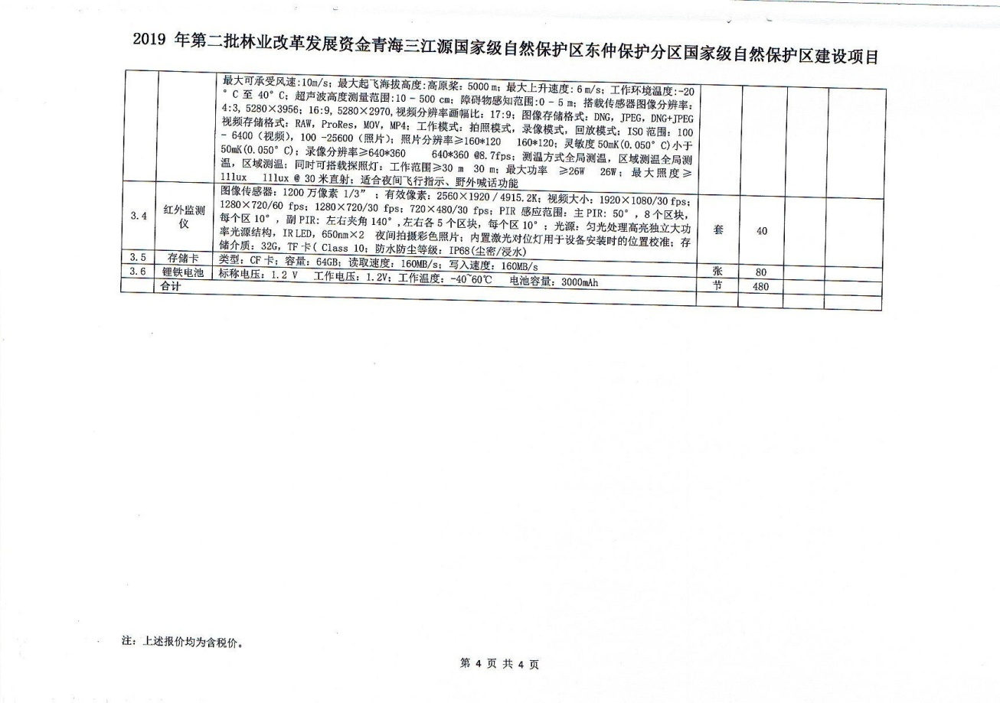 2019 年第二批林业改革发展资金青海三江源国家级自然保护区东仲保护分区国家级自然保护区建设项目
最大可承受风速:10m/s；最大起飞海拔高度:高原桨：5000 m；最大上升速度: 6 m/s；工作环境温度:-20
° C 至 40° C；超声波高度测量范围:10 - 500 cm；障碍物感知范围:0 - 5 m；搭载传感器图像分辨率：
4:3, 5280×3956；16:9, 5280×2970,视频分辨率画幅比：17:9；图像存储格式：DNG，JPEG，DNG+JPEG
视频存储格式：RAW，ProRes，MOV，MP4；工作模式：拍照模式，录像模式，回放模式；ISO 范围：100
- 6400（视频），100 -25600（照片）；照片分辨率≥160*120 160*120；灵敏度 50mK(0.050° C)小于
50mK(0.050° C)；录像分辨率≥640*360 640*360 @8.7fps；测温方式全局测温，区域测温全局测
温，区域测温；同时可搭载探照灯：工作范围≥30 m 30 m；最大功率 ≥26W 26W；最大照度≥
11lux 11lux @ 30 米直射；适合夜间飞行指示、野外喊话功能
3.4 红外监测仪 图像传感器：1200 万像素 1/3” ；有效像素：2560×1920 / 4915.2K；视频大小：1920×1080/30 fps；
1280×720/60 fps；1280×720/30 fps；720×480/30 fps；PIR 感应范围：主 PIR：50° ，8 个区块，
每个区 10° ，副 PIR：左右夹角 140° ,左右各 5 个区块，每个区 10° ；光源：匀光处理高亮独立大功
率光源结构，IR LED，650nm×2 夜间拍摄彩色照片；内置激光对位灯用于设备安装时的位置校准；存
储介质：32G，TF 卡( Class 10；防水防尘等级：IP68(尘密/浸水) 套 40
3.5 存储卡 类型：CF 卡；容量：64GB；读取速度：160MB/s；写入速度：160MB/s 张 80
3.6 锂铁电池 标称电压：1.2 V 工作电压：1.2V；工作温度：-40~60℃ 电池容量：3000mAh 节 480
合计
注：上述报价均为含税价。
第 4 页 共 4 页